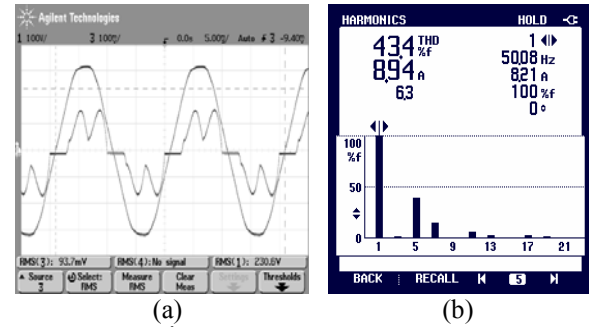 Agilent Technologies
1 100V/ 3 100mV/ 0.0s 5.00ms/ Auto 3 -9.40mV
RMS(3): 93.7mV RMS(4):No signal RMS(1): 230.6V
Source 3 Select: RMS Measure RMS Clear Meas Settings Thresholds
(a)
HARMONICS HOLD
43.4 THD %f 1
8.94 A 50.08 Hz
6.3 8.21 A
100 %f
0°
100
%f
50
0
1 5 9 13 17 21
BACK RECALL 5
(b)